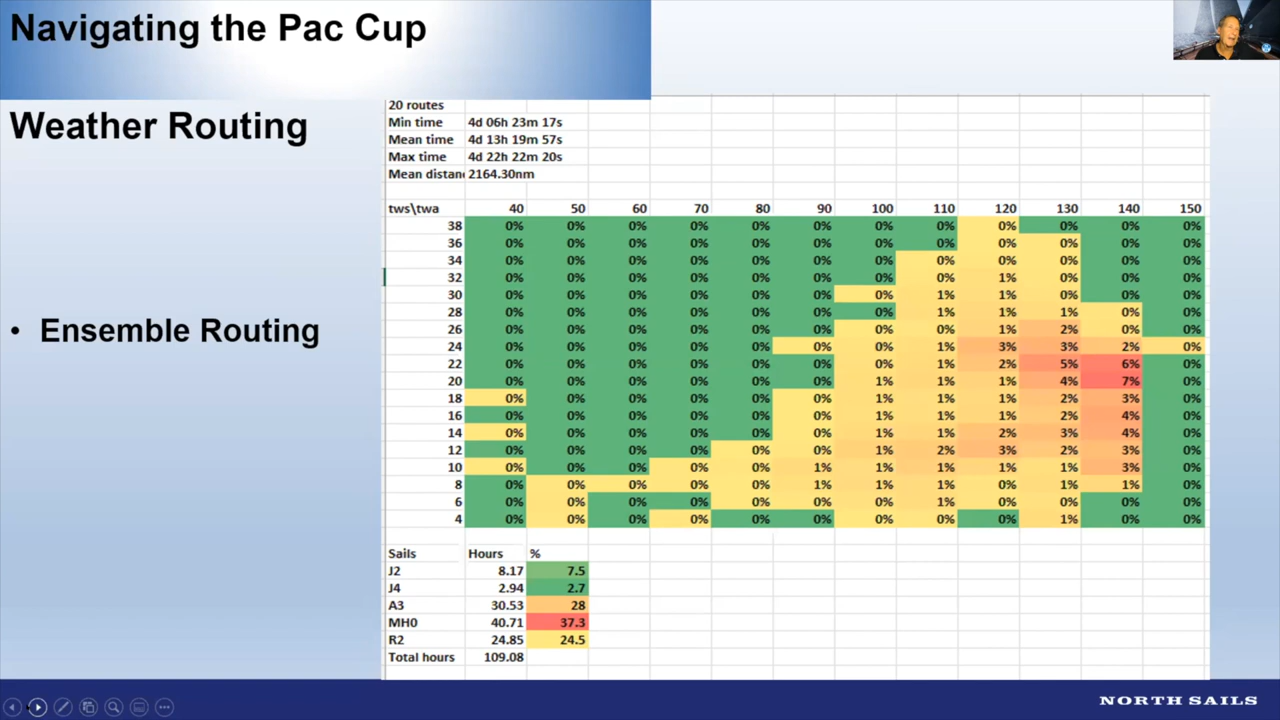 Navigating the Pac Cup
Weather Routing
• Ensemble Routing
20 routes
Min time 4d 06h 23m 17s
Mean time 4d 13h 19m 57s
Max time 4d 22h 22m 20s
Mean distan 2164.30nm
tws\twa 40 50 60 70 80 90 100 110 120 130 140 150
38 0% 0% 0% 0% 0% 0% 0% 0% 0% 0% 0% 0%
36 0% 0% 0% 0% 0% 0% 0% 0% 0% 0% 0% 0%
34 0% 0% 0% 0% 0% 0% 0% 0% 0% 0% 0% 0%
32 0% 0% 0% 0% 0% 0% 0% 0% 1% 0% 0% 0%
30 0% 0% 0% 0% 0% 0% 0% 1% 1% 0% 0% 0%
28 0% 0% 0% 0% 0% 0% 0% 1% 1% 1% 0% 0%
26 0% 0% 0% 0% 0% 0% 0% 0% 1% 2% 0% 0%
24 0% 0% 0% 0% 0% 0% 0% 1% 3% 3% 2% 0%
22 0% 0% 0% 0% 0% 0% 0% 1% 2% 5% 6% 0%
20 0% 0% 0% 0% 0% 0% 1% 1% 1% 4% 7% 0%
18 0% 0% 0% 0% 0% 0% 1% 1% 1% 2% 3% 0%
16 0% 0% 0% 0% 0% 0% 1% 1% 1% 2% 4% 0%
14 0% 0% 0% 0% 0% 0% 1% 1% 2% 3% 4% 0%
12 0% 0% 0% 0% 0% 0% 1% 2% 3% 2% 3% 0%
10 0% 0% 0% 0% 0% 1% 1% 1% 1% 1% 3% 0%
8 0% 0% 0% 0% 0% 1% 1% 1% 0% 1% 1% 0%
6 0% 0% 0% 0% 0% 0% 0% 1% 0% 0% 0% 0%
4 0% 0% 0% 0% 0% 0% 0% 0% 0% 1% 0% 0%
Sails Hours %
J2 8.17 7.5
J4 2.94 2.7
A3 30.53 28
MH0 40.71 37.3
R2 24.85 24.5
Total hours 109.08
NORTH SAILS